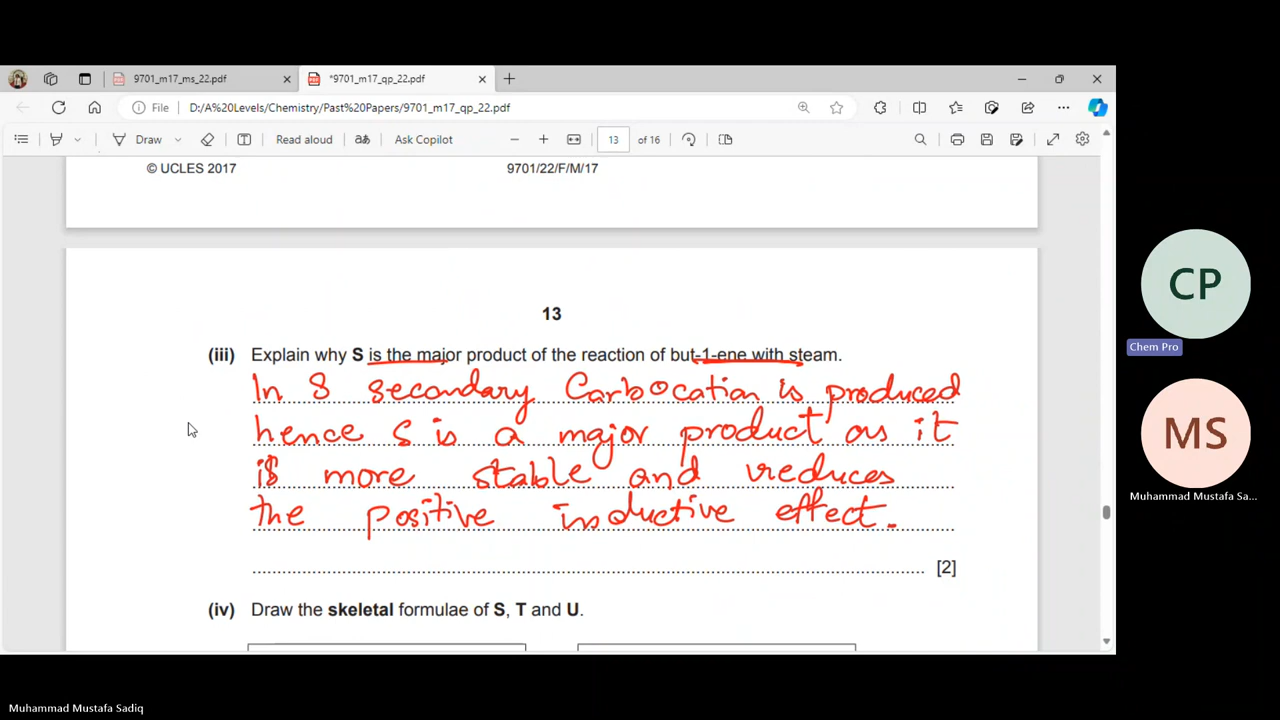 9701_m17_ms_22.pdf
*9701_m17_qp_22.pdf
File
D:/A%20Levels/Chemistry/Past%20Papers/9701_m17_qp_22.pdf
Draw
Read aloud
Ask Copilot
13
of 16
© UCLES 2017
9701/22/F/M/17
13
(iii) Explain why S is the major product of the reaction of but-1-ene with steam.
In S secondary Carbocation is produced
hence S is a major product as it
is more stable and reduces
the positive inductive effect.
[2]
(iv) Draw the skeletal formulae of S, T and U.
CP
Chem Pro
MS
Muhammad Mustafa Sa...
Muhammad Mustafa Sadiq